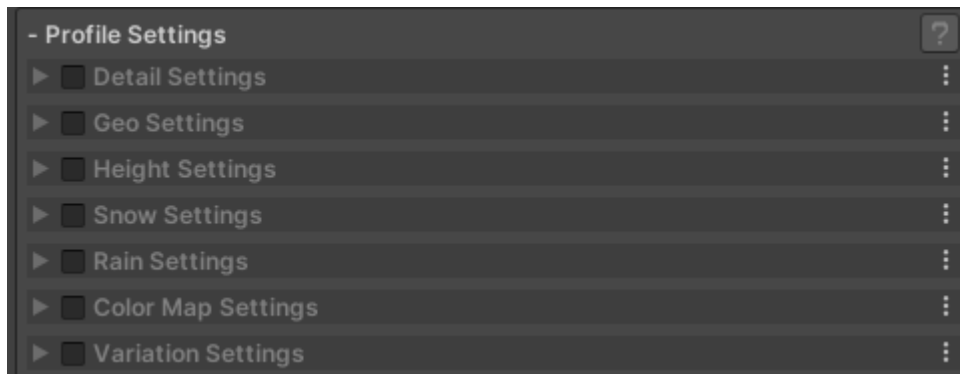 - Profile Settings ?
Detail Settings
Geo Settings
Height Settings
Snow Settings
Rain Settings
Color Map Settings
Variation Settings